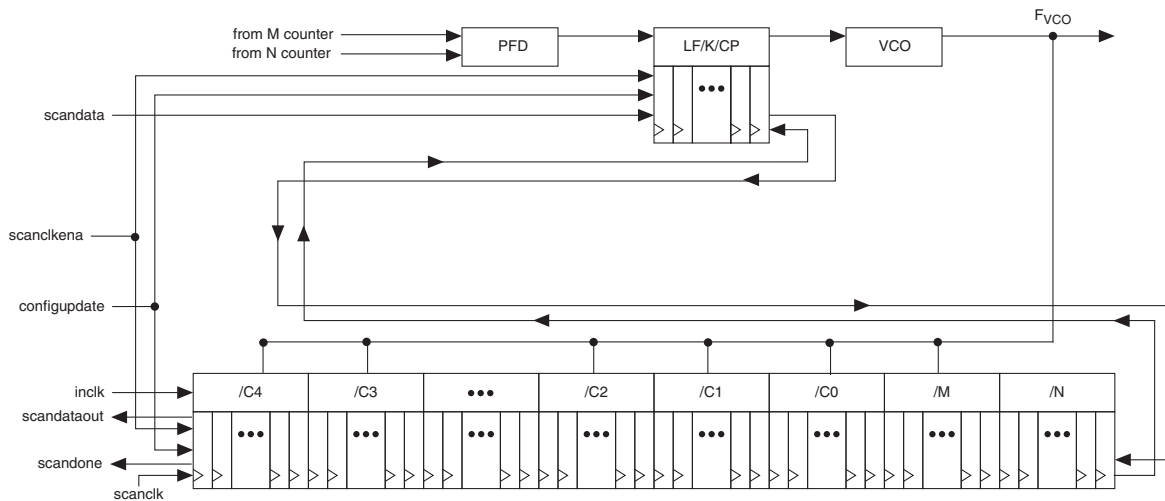 F_VCO
from M counter
from N counter
PFD
LF/K/CP
VCO
scandata
scanclkena
configupdate
inclk
/C4
/C3
/C2
/C1
/C0
/M
/N
scandataout
scandone
scanclk